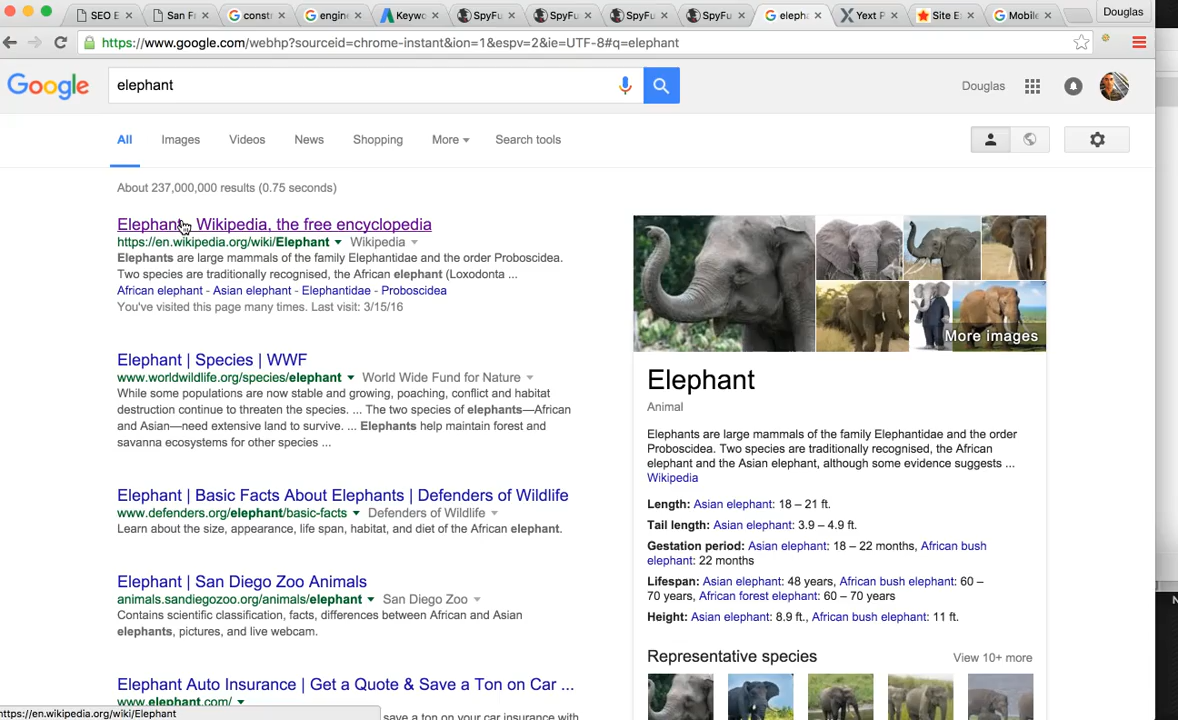 SEO E
San F
constr
engine
Keywo
SpyFu
SpyFu
SpyFu
SpyFu
eleph
Yext P
Site E
Mobile
Douglas
https://www.google.com/webhp?sourceid=chrome-instant&ion=1&espv=2&ie=UTF-8#q=elephant
Google
elephant
Douglas
All Images Videos News Shopping More Search tools
About 237,000,000 results (0.75 seconds)
Elephant - Wikipedia, the free encyclopedia
https://en.wikipedia.org/wiki/Elephant Wikipedia
Elephants are large mammals of the family Elephantidae and the order Proboscidea.
Two species are traditionally recognised, the African elephant (Loxodonta ...
African elephant - Asian elephant - Elephantidae - Proboscidea
You've visited this page many times. Last visit: 3/15/16
Elephant | Species | WWF
www.worldwildlife.org/species/elephant World Wide Fund for Nature
While some populations are now stable and growing, poaching, conflict and habitat
destruction continue to threaten the species. ... The two species of elephants—African
and Asian—need extensive land to survive. ... Elephants help maintain forest and
savanna ecosystems for other species ...
Elephant | Basic Facts About Elephants | Defenders of Wildlife
www.defenders.org/elephant/basic-facts Defenders of Wildlife
Learn about the size, appearance, life span, habitat, and diet of the African elephant.
Elephant | San Diego Zoo Animals
animals.sandiegozoo.org/animals/elephant San Diego Zoo
Contains scientific classification, facts, differences between African and Asian
elephants, pictures, and live webcam.
Elephant Auto Insurance | Get a Quote & Save a Ton on Car ...
www.elephant.com/
save a ton on your car insurance with
https://en.wikipedia.org/wiki/Elephant
More images
Elephant
Animal
Elephants are large mammals of the family Elephantidae and the order
Proboscidea. Two species are traditionally recognised, the African
elephant and the Asian elephant, although some evidence suggests ...
Wikipedia
Length: Asian elephant: 18 – 21 ft.
Tail length: Asian elephant: 3.9 – 4.9 ft.
Gestation period: Asian elephant: 18 – 22 months, African bush
elephant: 22 months
Lifespan: Asian elephant: 48 years, African bush elephant: 60 –
70 years, African forest elephant: 60 – 70 years
Height: Asian elephant: 8.9 ft., African bush elephant: 11 ft.
Representative species View 10+ more